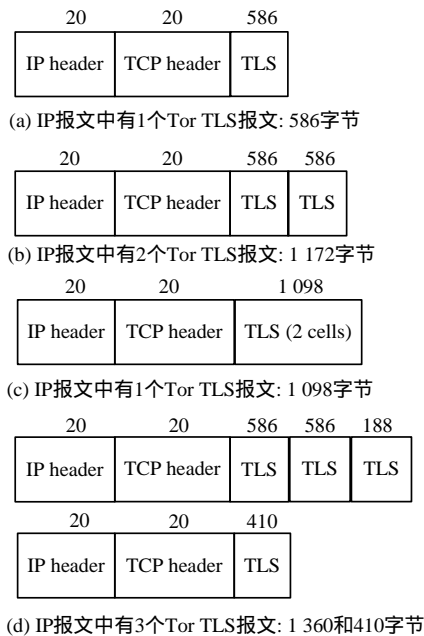 20 20 586
IP header TCP header TLS
(a) IP报文中有1个Tor TLS报文: 586字节
20 20 586 586
IP header TCP header TLS TLS
(b) IP报文中有2个Tor TLS报文: 1 172字节
20 20 1 098
IP header TCP header TLS (2 cells)
(c) IP报文中有1个Tor TLS报文: 1 098字节
20 20 586 586 188
IP header TCP header TLS TLS TLS
20 20 410
IP header TCP header TLS
(d) IP报文中有3个Tor TLS报文: 1 360和410字节